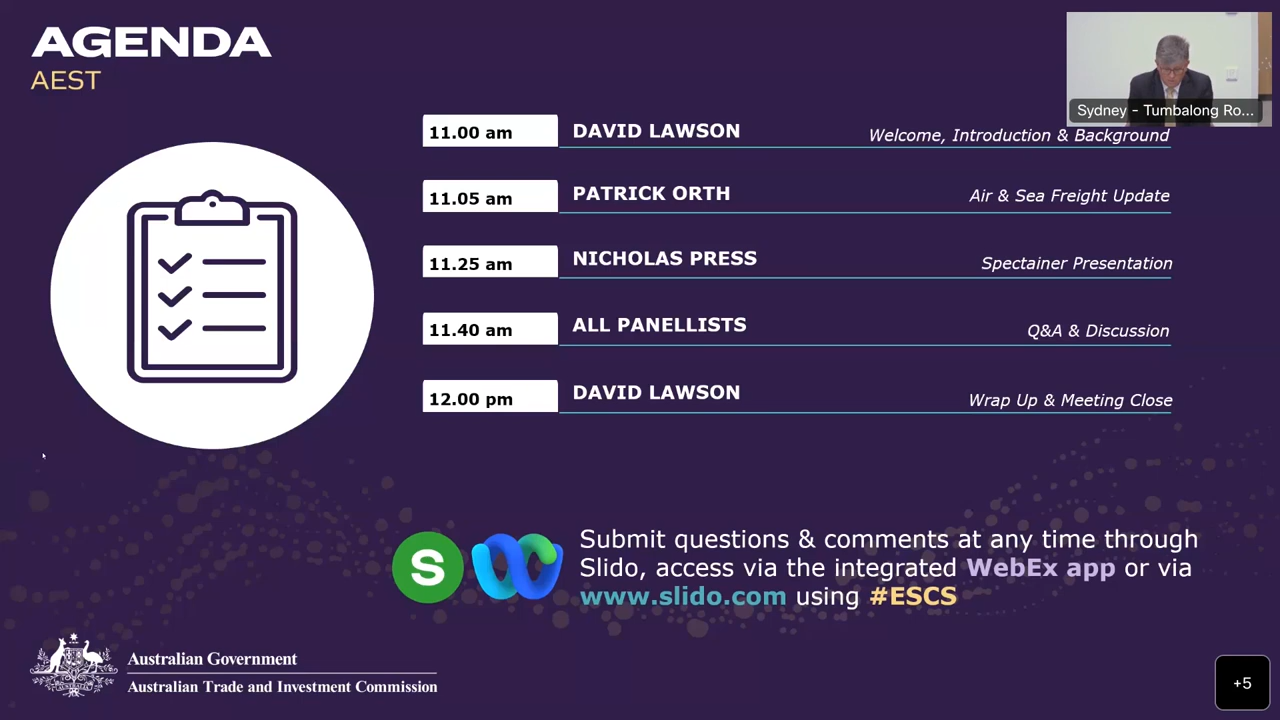 AGENDA
AEST
Sydney - Tumbalong Ro...
11.00 am DAVID LAWSON Welcome, Introduction & Background
11.05 am PATRICK ORTH Air & Sea Freight Update
11.25 am NICHOLAS PRESS Spectainer Presentation
11.40 am ALL PANELLISTS Q&A & Discussion
12.00 pm DAVID LAWSON Wrap Up & Meeting Close
S
Submit questions & comments at any time through
Slido, access via the integrated WebEx app or via
www.slido.com using #ESCS
Australian Government
Australian Trade and Investment Commission
+5